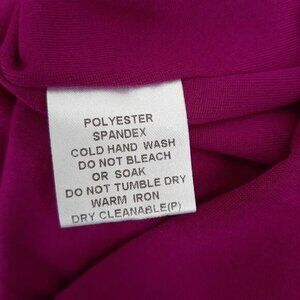 POLYESTER
SPANDEX
COLD HAND WASH
DO NOT BLEACH
OR SOAK
DO NOT TUMBLE DRY
WARM IRON
DRY CLEANABLE(P)